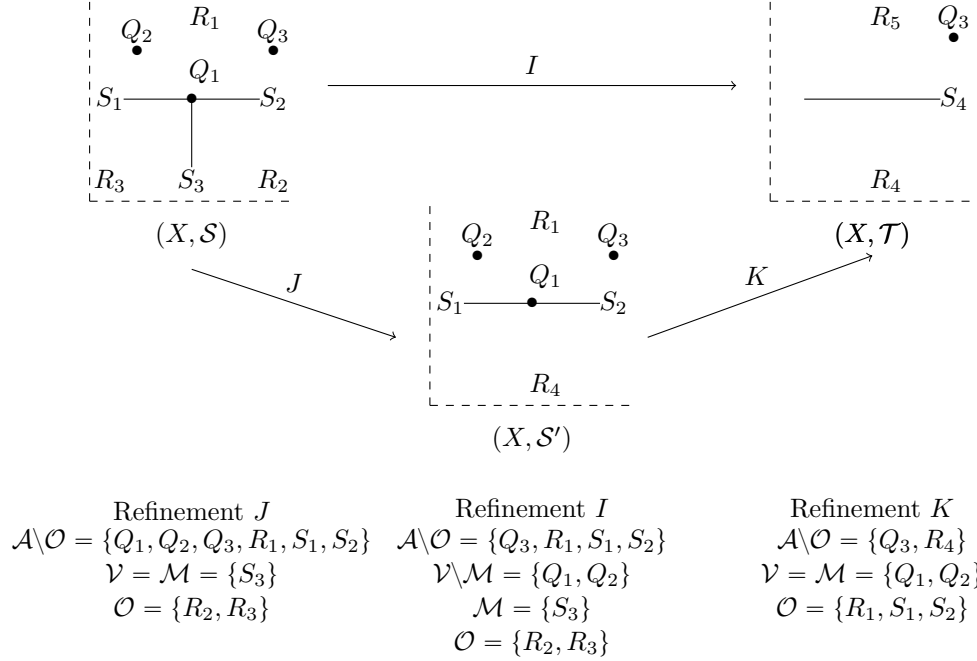 R₁ R₅ Q₃
Q₂ Q₃
Q₁ I
S₁ S₂ S₄
R₃ S₃ R₂ R₄
(X, 𝒮) Q₂ R₁ Q₃ (X, 𝒯)
J Q₁ K
S₁ S₂
R₄
(X, 𝒮′)
Refinement J Refinement I Refinement K
𝒜\𝒪 = {Q₁, Q₂, Q₃, R₁, S₁, S₂} 𝒜\𝒪 = {Q₃, R₁, S₁, S₂} 𝒜\𝒪 = {Q₃, R₄}
𝒱 = ℳ = {S₃} 𝒱\ℳ = {Q₁, Q₂} 𝒱 = ℳ = {Q₁, Q₂}
𝒪 = {R₂, R₃} ℳ = {S₃} 𝒪 = {R₁, S₁, S₂}
𝒪 = {R₂, R₃}